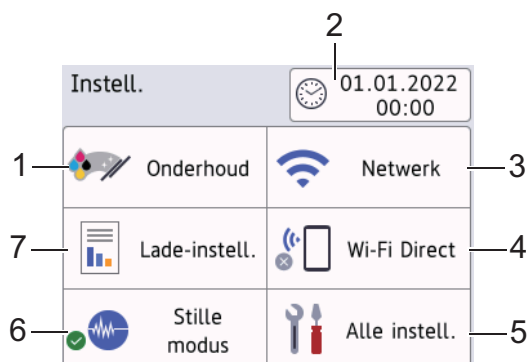 2
Instell.
01.01.2022
00:00
1
Onderhoud
Netwerk
3
7
Lade-instell.
Wi-Fi Direct
4
6
Stille
modus
Alle instell.
5